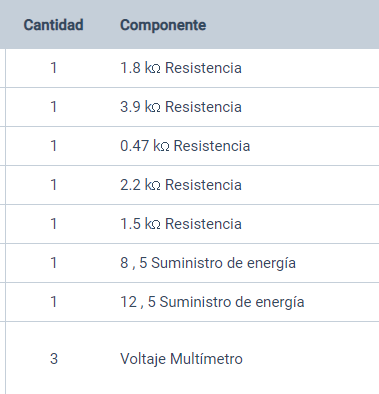 Cantidad Componente
1 1.8 kΩ Resistencia
1 3.9 kΩ Resistencia
1 0.47 kΩ Resistencia
1 2.2 kΩ Resistencia
1 1.5 kΩ Resistencia
1 8 , 5 Suministro de energía
1 12 , 5 Suministro de energía
3 Voltaje Multímetro